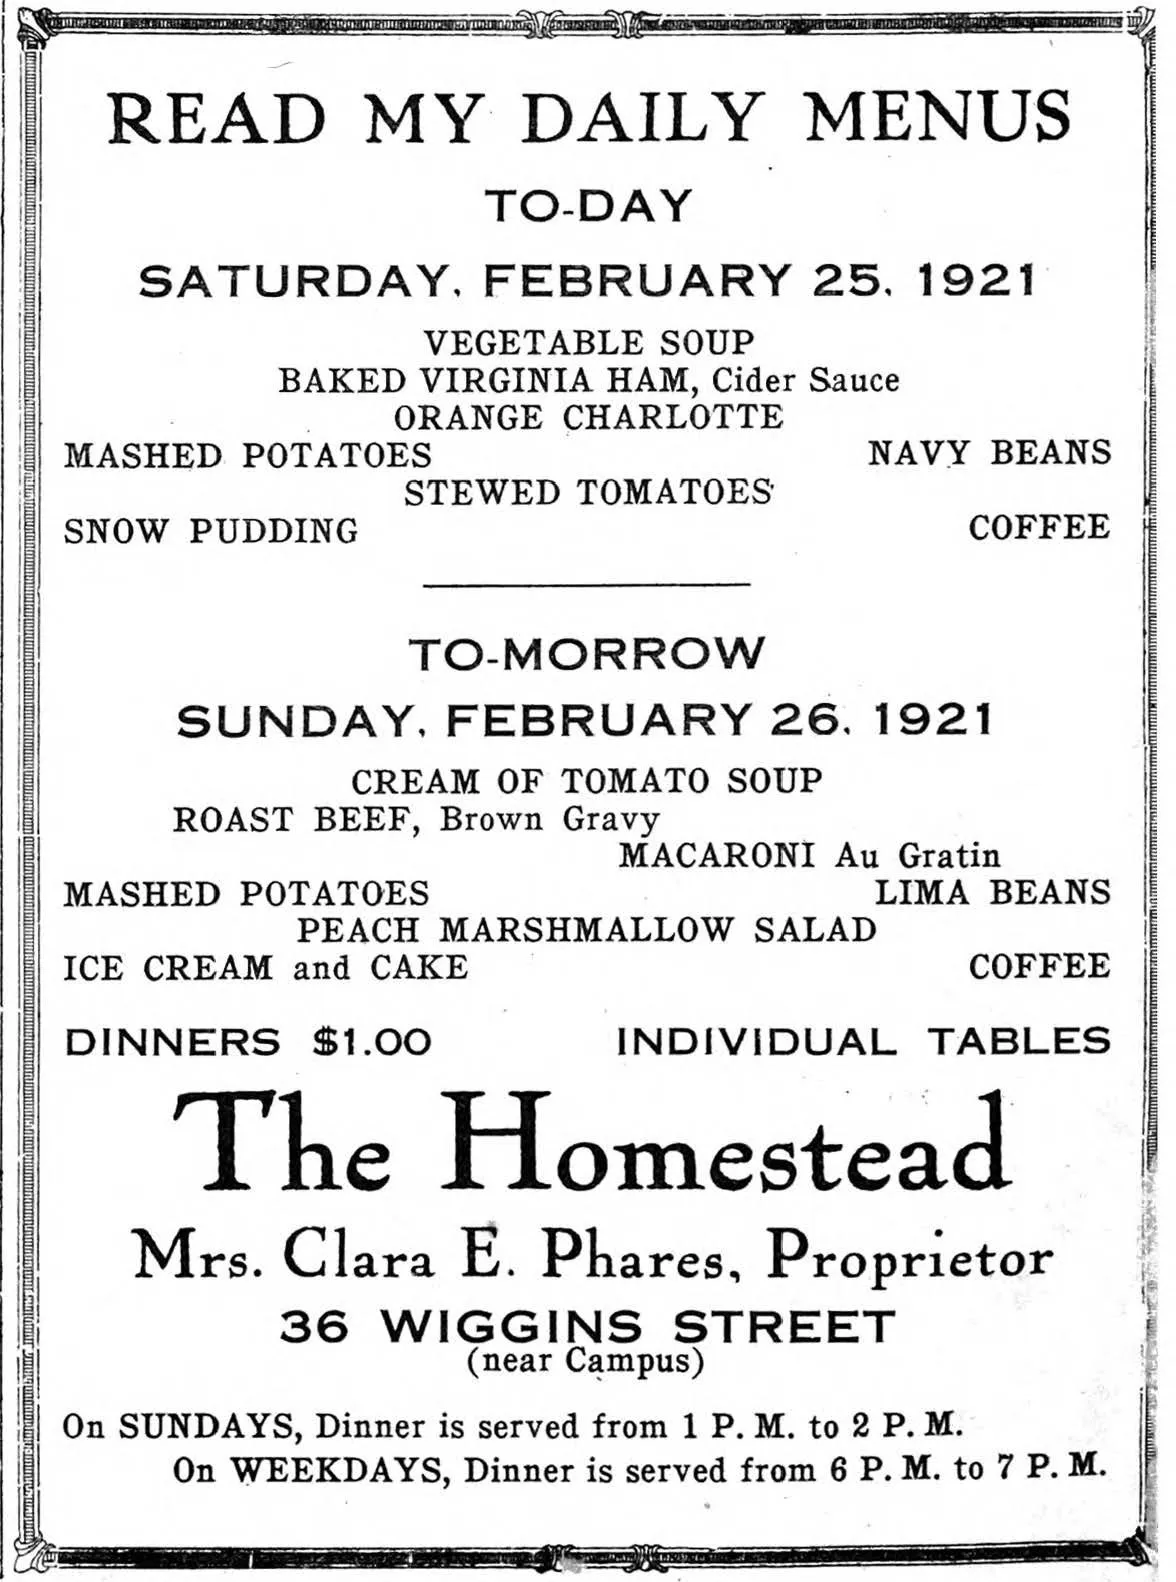 READ MY DAILY MENUS
TO-DAY
SATURDAY, FEBRUARY 25, 1921
VEGETABLE SOUP
BAKED VIRGINIA HAM, Cider Sauce
ORANGE CHARLOTTE
MASHED POTATOES NAVY BEANS
STEWED TOMATOES
SNOW PUDDING COFFEE
TO-MORROW
SUNDAY, FEBRUARY 26, 1921
CREAM OF TOMATO SOUP
ROAST BEEF, Brown Gravy
MACARONI Au Gratin
MASHED POTATOES LIMA BEANS
PEACH MARSHMALLOW SALAD
ICE CREAM and CAKE COFFEE
DINNERS $1.00 INDIVIDUAL TABLES
The Homestead
Mrs. Clara E. Phares, Proprietor
36 WIGGINS STREET
(near Campus)
On SUNDAYS, Dinner is served from 1 P. M. to 2 P. M.
On WEEKDAYS, Dinner is served from 6 P. M. to 7 P. M.